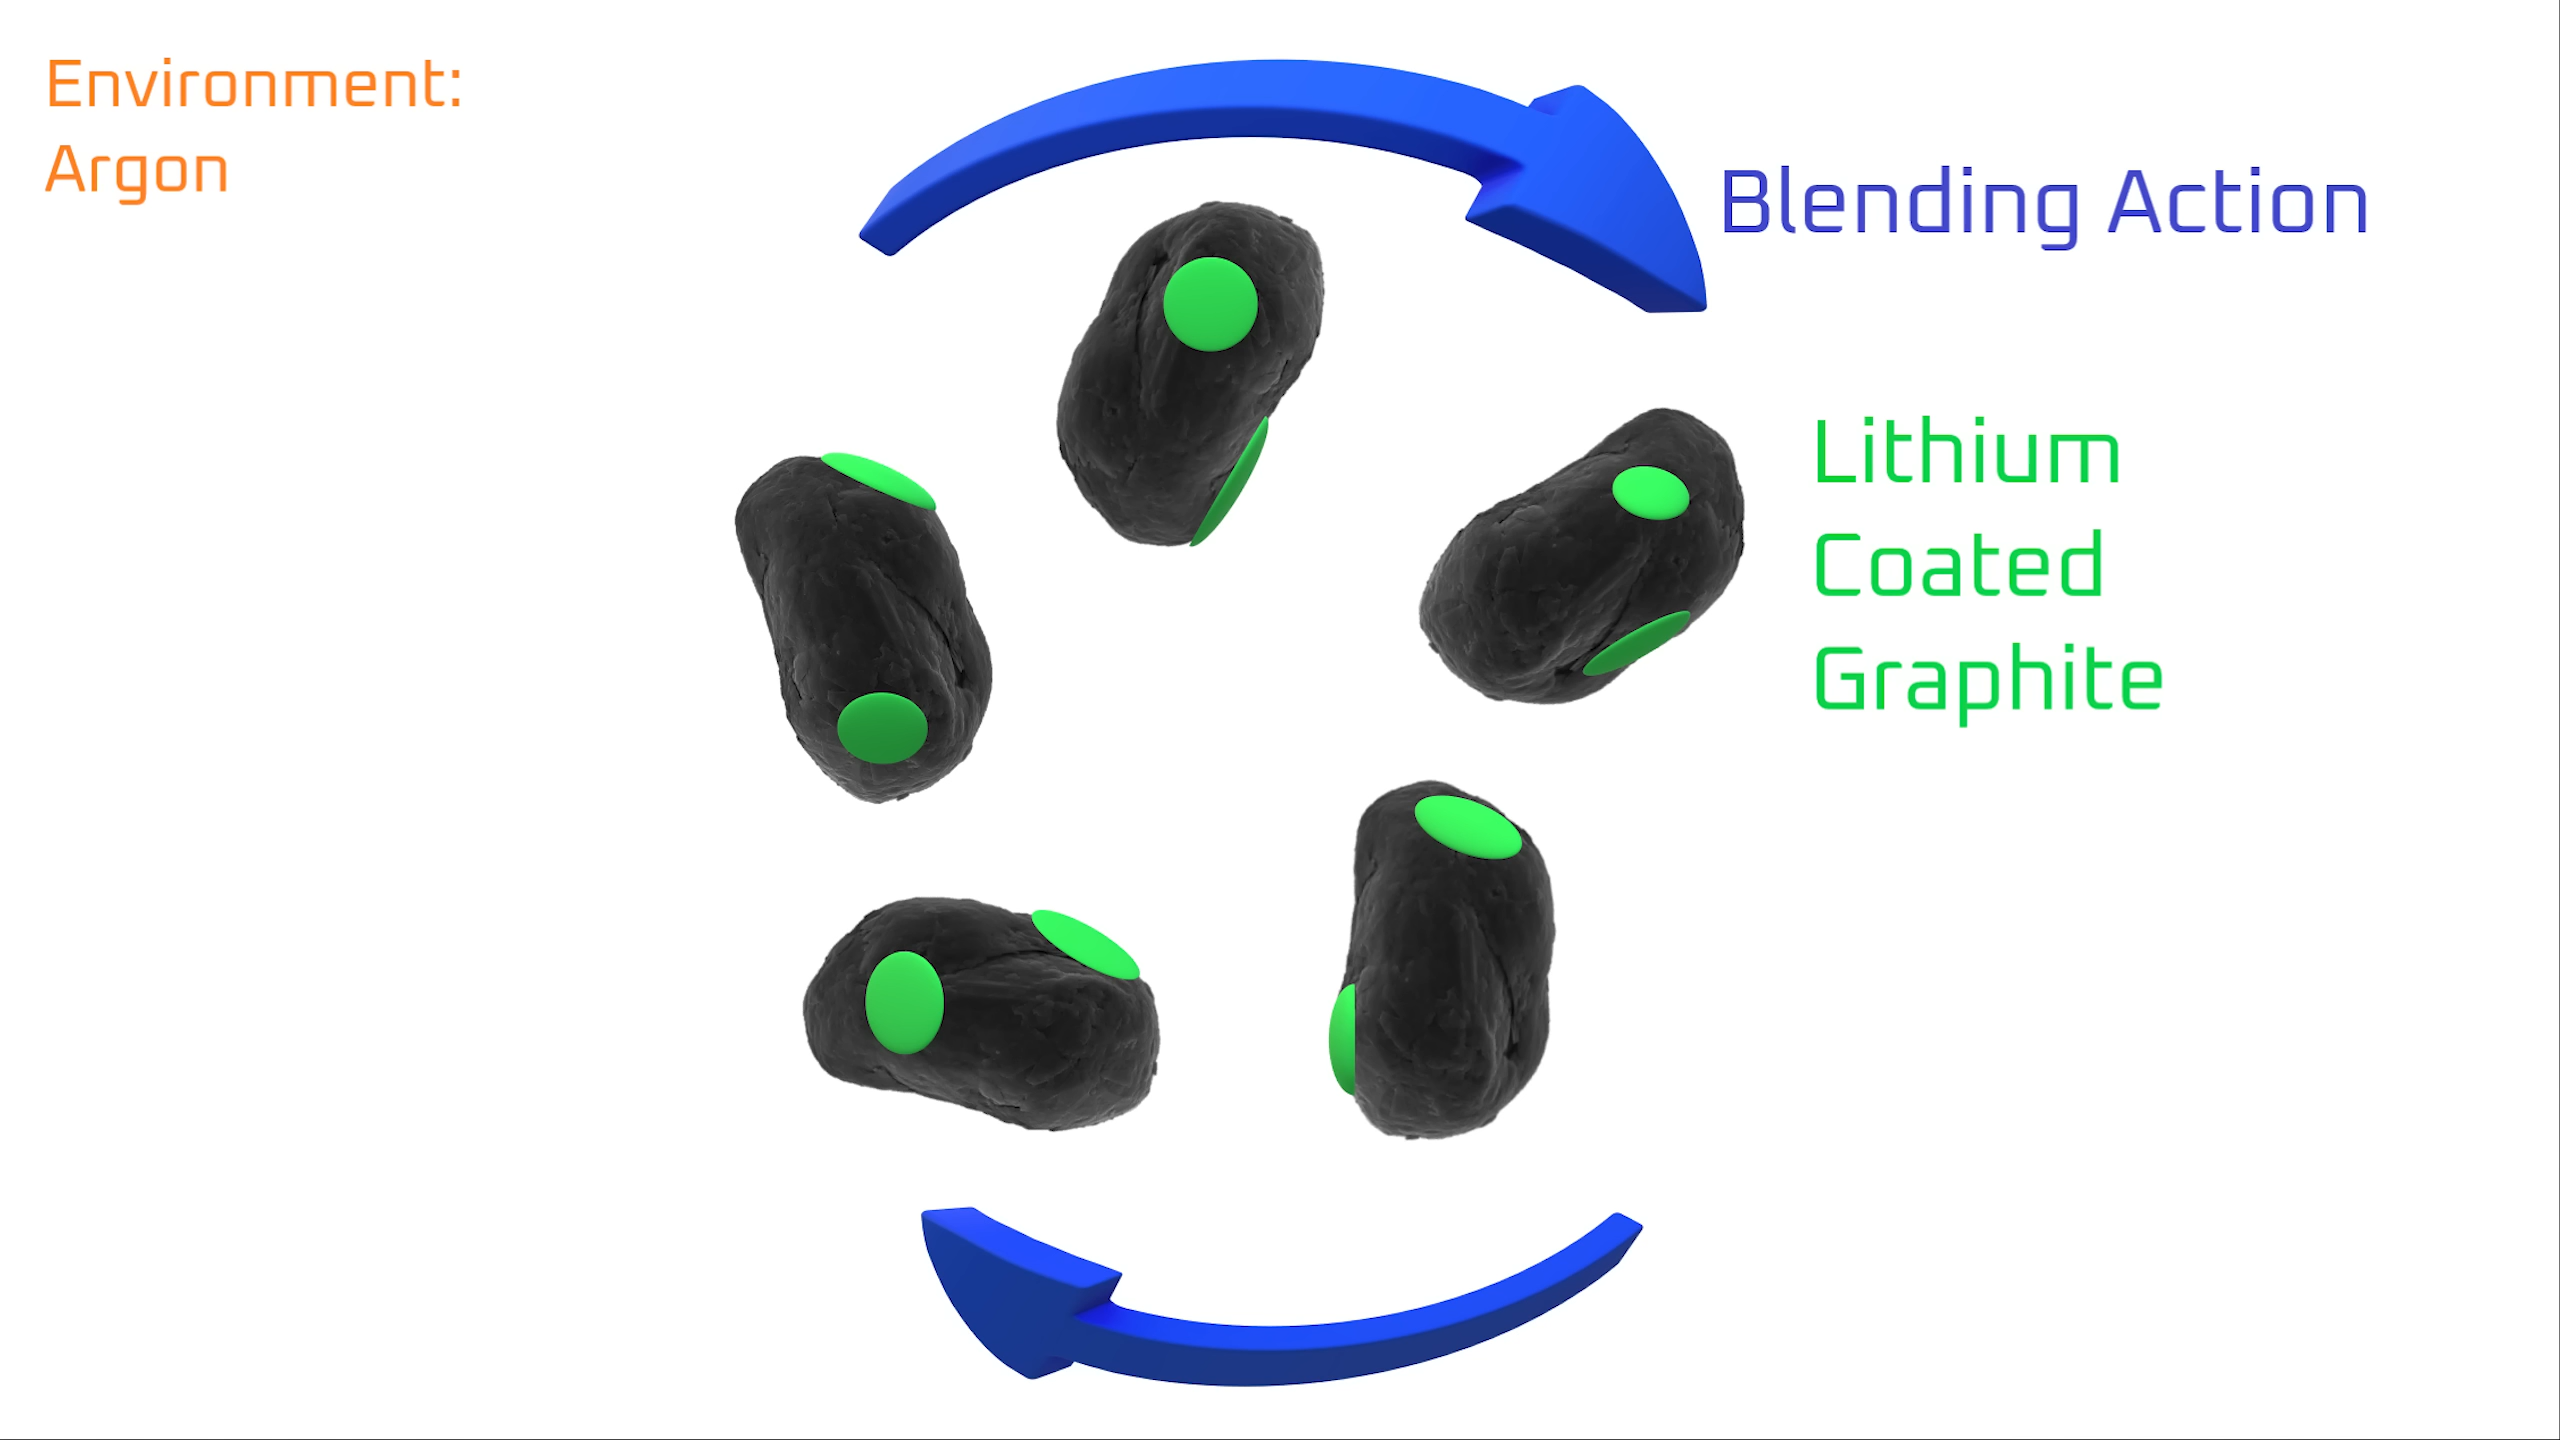 Environment:
Argon
Blending Action
Lithium
Coated
Graphite